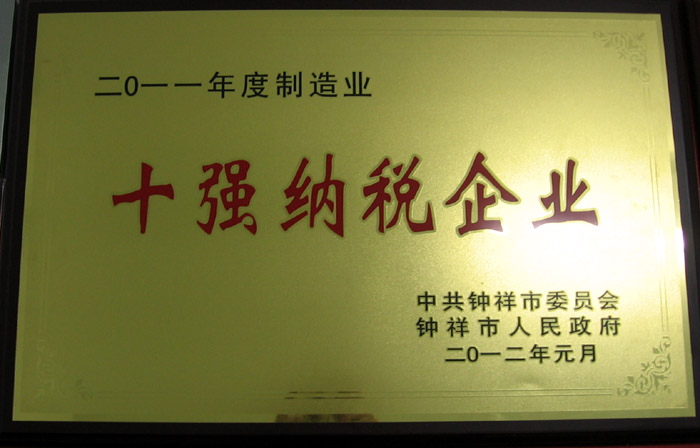 二0一一年度制造业
十强纳税企业
中共钟祥市委员会
钟祥市人民政府
二0一二年元月